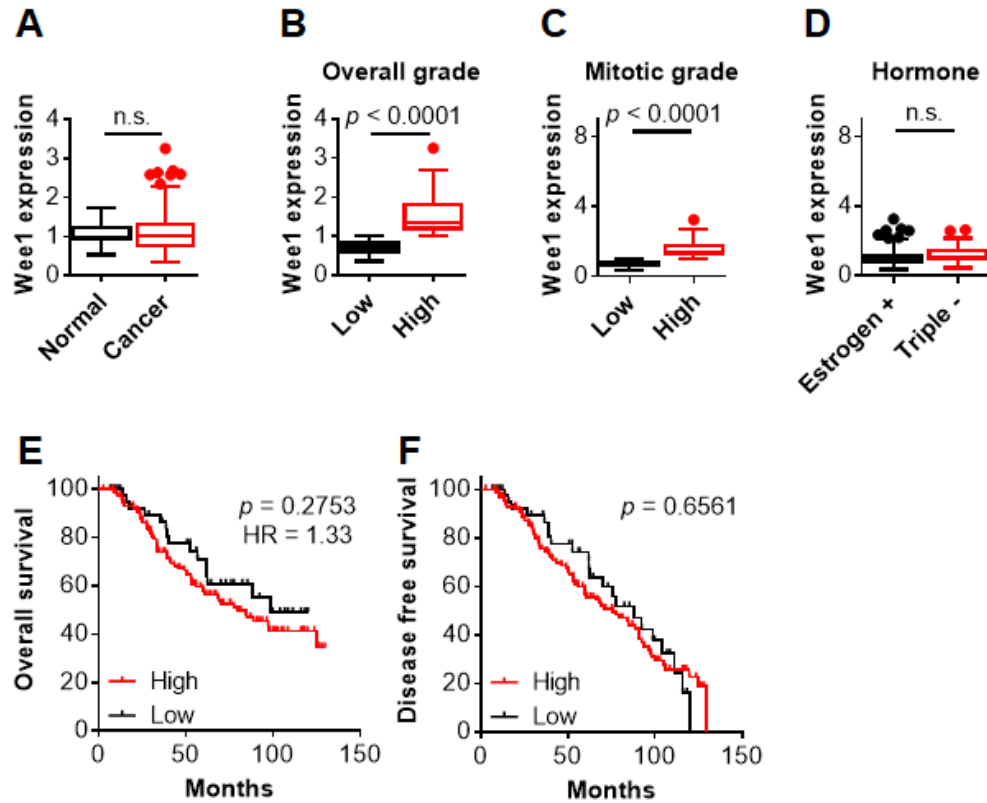 A
B
C
D
Overall grade
Mitotic grade
Hormone
n.s.
p < 0.0001
p < 0.0001
n.s.
Wee1 expression
4
3
2
1
0
Normal
Cancer
Wee1 expression
4
3
2
1
0
Low
High
Wee1 expression
8
4
0
Low
High
Wee1 expression
8
4
0
Estrogen +
Triple -
E
Overall survival
100
80
60
40
20
0
p = 0.2753
HR = 1.33
High
Low
0
50
100
150
Months
F
Disease free survival
100
80
60
40
20
0
p = 0.6561
High
Low
0
50
100
150
Months